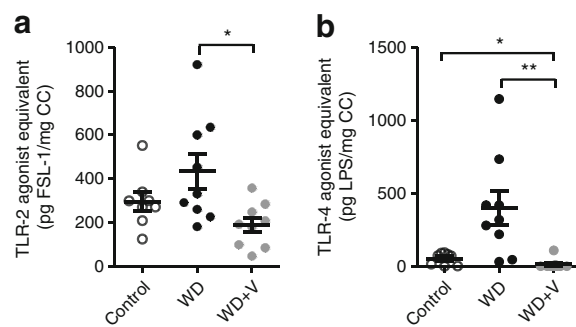 a
TLR-2 agonist equivalent
(pg FSL-1/mg CC)
1000
800
600
400
200
0
*
Control
WD
WD+V
b
TLR-4 agonist equivalent
(pg LPS/mg CC)
1500
1000
500
0
*
**
Control
WD
WD+V